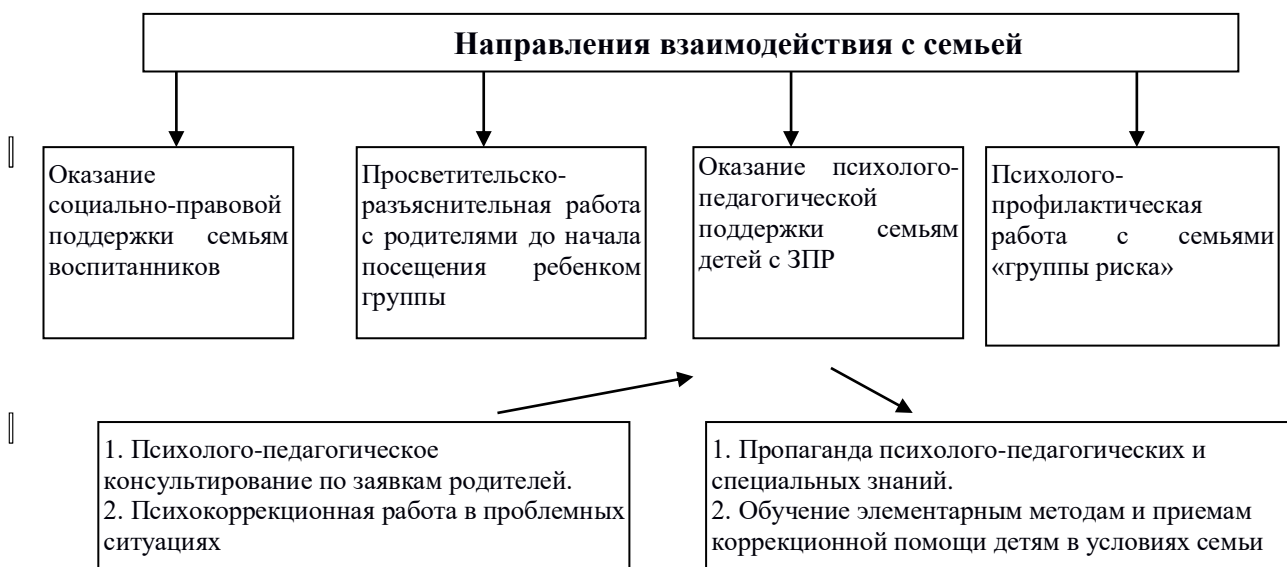 Направления взаимодействия с семьей
Оказание
социально-правовой
поддержки семьям
воспитанников
Просветительско-
разъяснительная работа
с родителями до начала
посещения ребенком
группы
Оказание психолого-
педагогической
поддержки семьям
детей с ЗПР
Психолого-
профилактическая
работа с семьями
«группы риска»
1. Психолого-педагогическое
консультирование по заявкам родителей.
2. Психокоррекционная работа в проблемных
ситуациях
1. Пропаганда психолого-педагогических и
специальных знаний.
2. Обучение элементарным методам и приемам
коррекционной помощи детям в условиях семьи